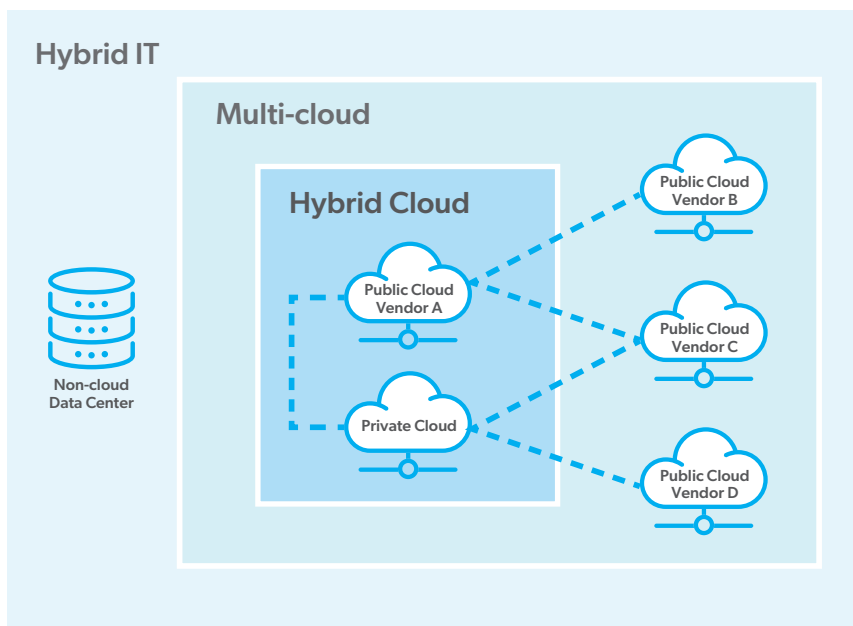 Hybrid IT
Multi-cloud
Hybrid Cloud
Public Cloud
Vendor A
Private Cloud
Public Cloud
Vendor B
Public Cloud
Vendor C
Public Cloud
Vendor D
Non-cloud
Data Center